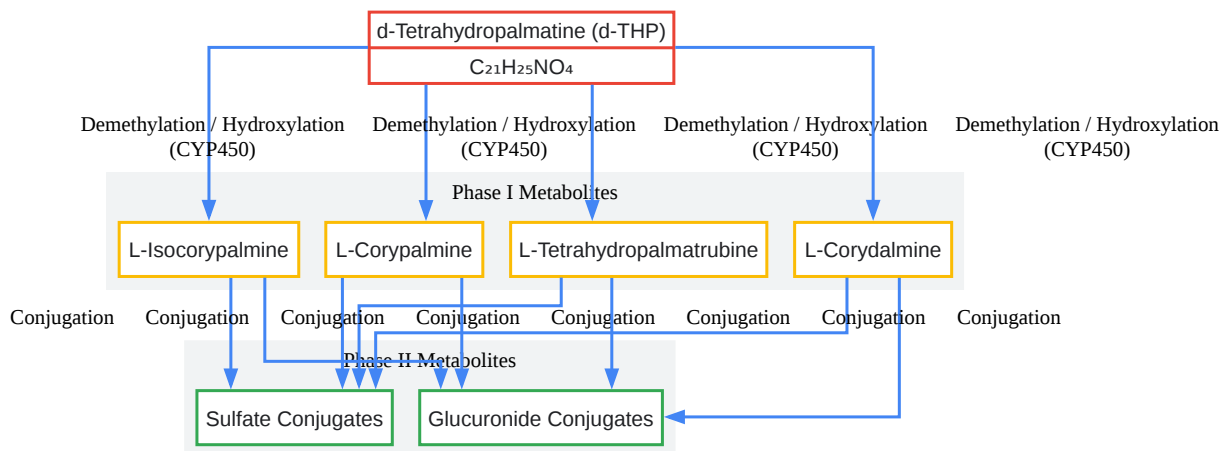 d-Tetrahydropalmatine (d-THP)
C₂₁H₂₅NO₄
Demethylation / Hydroxylation
(CYP450)
Demethylation / Hydroxylation
(CYP450)
Demethylation / Hydroxylation
(CYP450)
Demethylation / Hydroxylation
(CYP450)
Phase I Metabolites
L-Isocorypalmine
L-Corypalmine
L-Tetrahydropalmatrubine
L-Corydalmine
Conjugation
Conjugation
Conjugation
Conjugation
Conjugation
Conjugation
Conjugation
Conjugation
Phase II Metabolites
Sulfate Conjugates
Glucuronide Conjugates